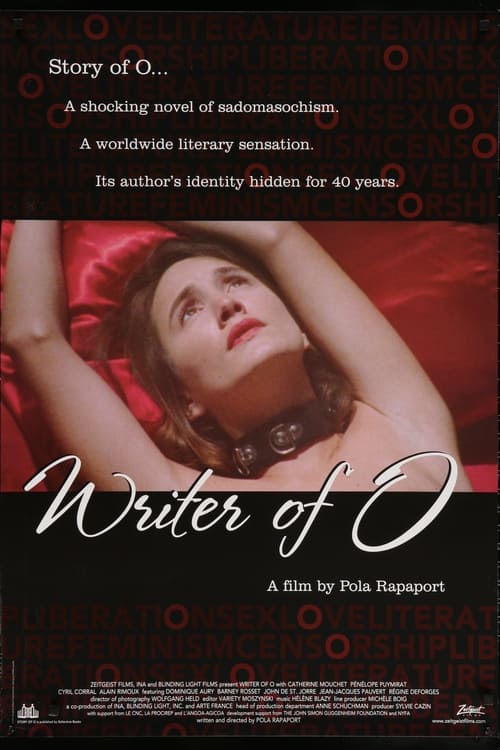 Story of O...
A shocking novel of sadomasochism.
A worldwide literary sensation.
Its author's identity hidden for 40 years.
Writer of O
A film by Pola Rapaport
LIBERATIONSEXLOVELITERAT
ZEITGEIST FILMS, INA and BLINDING LIGHT FILMS present WRITER OF O with CATHERINE MOUCHET PÉNÉLOPE PUYMIRAT
CYRIL CORRAL ALAIN RIMOUX featuring DOMINIQUE AURY BARNEY ROSSET JOHN DE ST. JORRE JEAN-JACQUES PAUVERT RÉGINE DEFORGES
director of photography WOLFGANG HELD editor VARIETY MOSZYNSKI music HÉLÈNE BLAZY line producer MICHÈLE BOIG
a co-production of INA, BLINDING LIGHT, INC. and ARTE FRANCE head of production department ANNE SCHUCHMAN producer SYLVIE CAZIN
with support from LE CNC, LA PROCIREP and L'ANGOA-AGICOA development support from THE JOHN SIMON GUGGENHEIM FOUNDATION and NYFA
written and directed by POLA RAPAPORT
Zeitgeist
FILMS
www.zeitgeistfilms.com